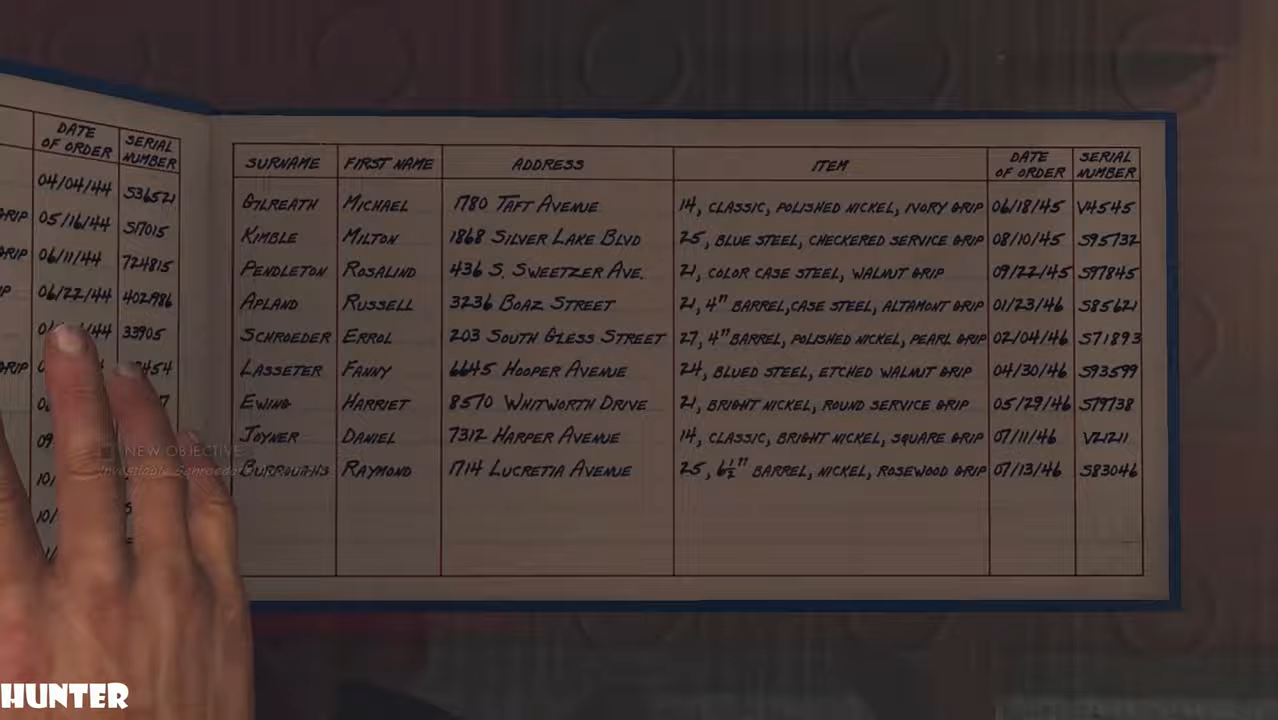 DATE OF ORDER SERIAL NUMBER
04/04/44 S36521
GRIP 05/16/44 S17015
GRIP 06/11/44 724815
06/22/44 402986
33905
GRIP
SURNAME FIRST NAME ADDRESS ITEM DATE OF ORDER SERIAL NUMBER
GILREATH MICHAEL 1780 TAFT AVENUE 14, CLASSIC, POLISHED NICKEL, IVORY GRIP 06/18/45 V4545
KIMBLE MILTON 1868 SILVER LAKE BLVD 25, BLUE STEEL, CHECKERED SERVICE GRIP 08/10/45 S95732
PENDLETON ROSALIND 436 S. SWEETZER AVE. 21, COLOR CASE STEEL, WALNUT GRIP 09/22/45 S97845
APLAND RUSSELL 3236 BOAZ STREET 21, 4" BARREL, CASE STEEL, ALTAMONT GRIP 01/23/46 S85621
SCHROEDER ERROL 203 SOUTH GLESS STREET 27, 4" BARREL, POLISHED NICKEL, PEARL GRIP 02/04/46 S71893
LASSETER FANNY 6645 HOOPER AVENUE 24, BLUED STEEL, ETCHED WALNUT GRIP 04/30/46 S93599
EWING HARRIET 8570 WHITWORTH DRIVE 21, BRIGHT NICKEL, ROUND SERVICE GRIP 05/29/46 S79738
JOYNER DANIEL 7312 HARPER AVENUE 14, CLASSIC, BRIGHT NICKEL, SQUARE GRIP 07/11/46 V21211
BURROUGHS RAYMOND 1714 LUCRETIA AVENUE 25, 6½" BARREL, NICKEL, ROSEWOOD GRIP 07/13/46 S83046
NEW OBJECTIVE
Investigate Schroeder
HUNTER